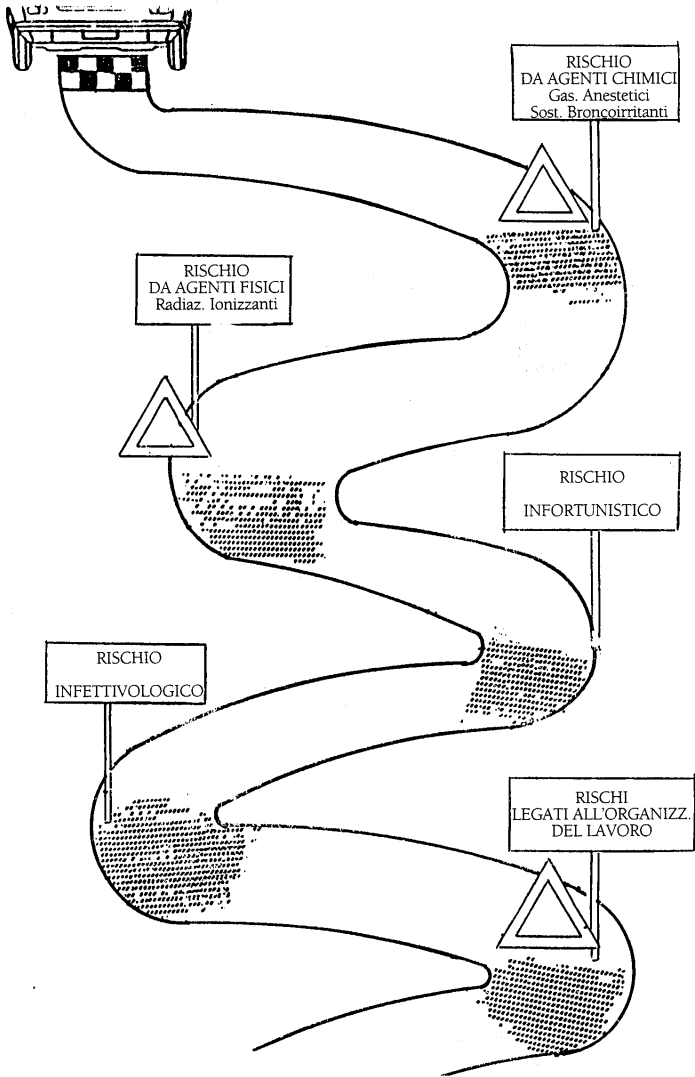 RISCHIO
DA AGENTI CHIMICI
Gas. Anestetici
Sost. Broncoirritanti
RISCHIO
DA AGENTI FISICI
Radiaz. Ionizzanti
RISCHIO
INFORTUNISTICO
RISCHIO
INFETTIVOLOGICO
RISCHI
LEGATI ALL'ORGANIZZ.
DEL LAVORO